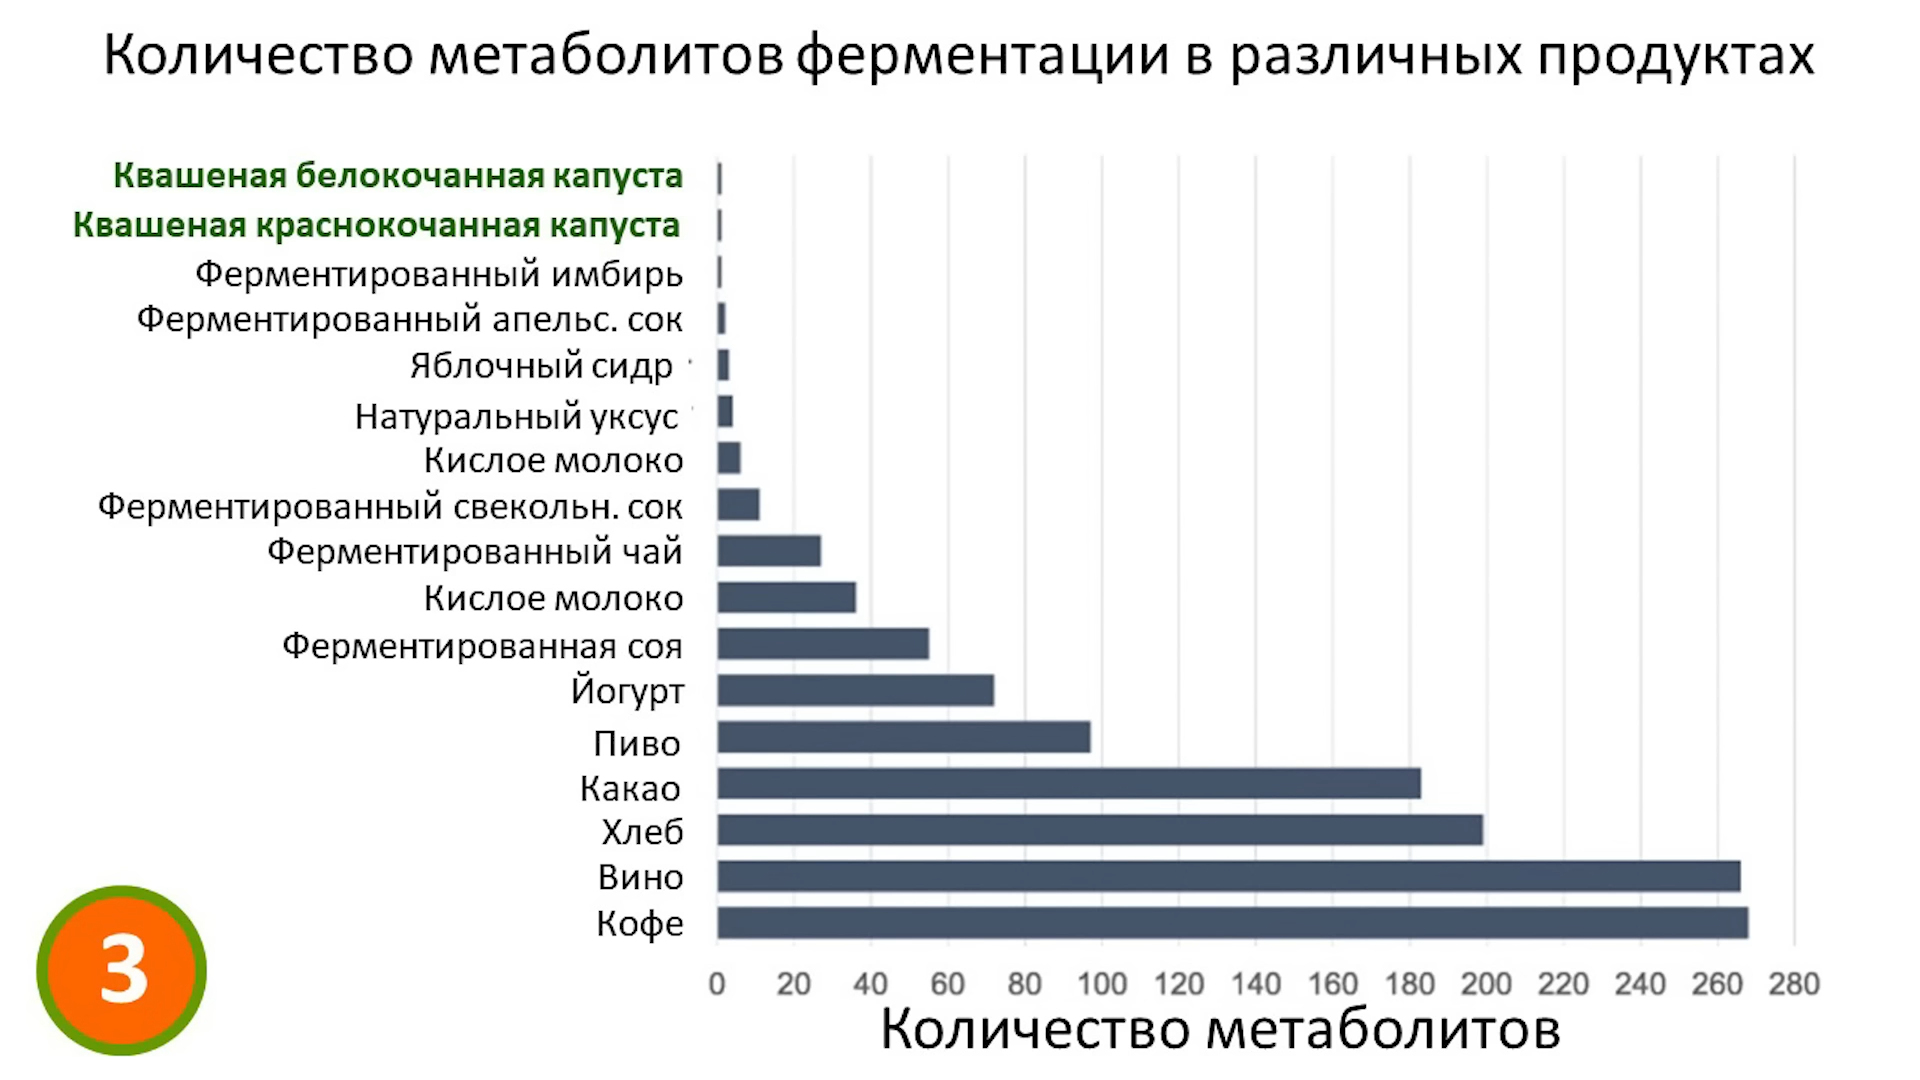 Количество метаболитов ферментации в различных продуктах
Квашеная белокочанная капуста
Квашеная краснокочанная капуста
Ферментированный имбирь
Ферментированный апельс. сок
Яблочный сидр
Натуральный уксус
Кислое молоко
Ферментированный свекольн. сок
Ферментированный чай
Кислое молоко
Ферментированная соя
Йогурт
Пиво
Какао
Хлеб
Вино
Кофе
0 20 40 60 80 100 120 140 160 180 200 220 240 260 280
Количество метаболитов
3